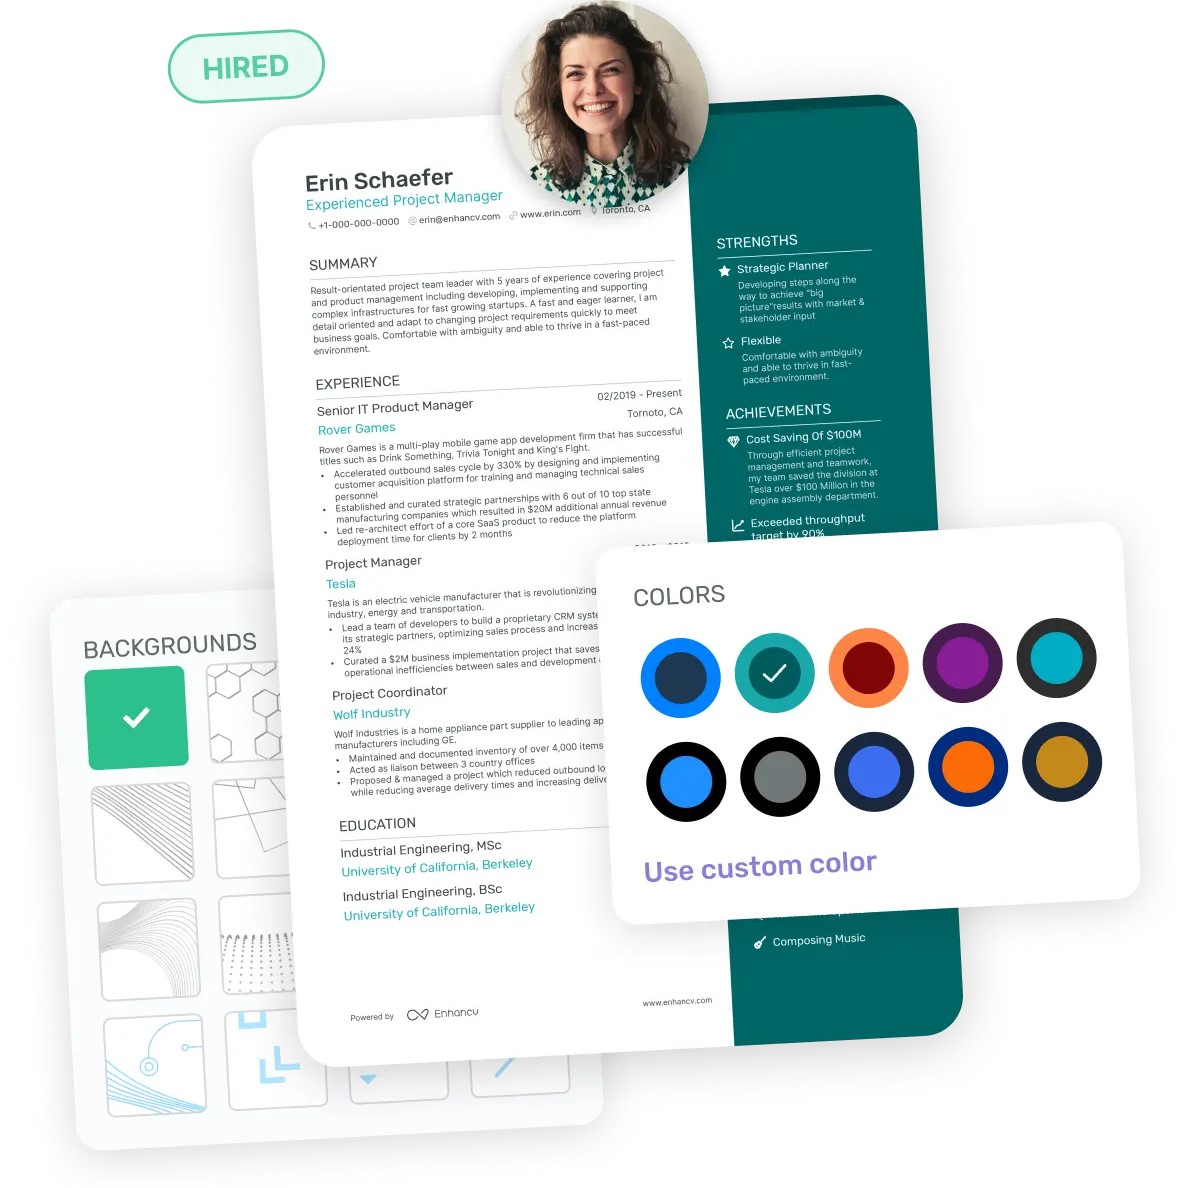 HIRED
Erin Schaefer
Experienced Project Manager
+1-000-000-0000 erin@enhancv.com www.erin.com Toronto, CA
SUMMARY
Result-orientated project team leader with 5 years of experience covering project
and product management including developing, implementing and supporting
complex infrastructures for fast growing startups. A fast and eager learner, I am
detail oriented and adapt to changing project requirements quickly to meet
business goals. Comfortable with ambiguity and able to thrive in a fast-paced
environment.
EXPERIENCE
Senior IT Product Manager
02/2019 - Present
Rover Games
Tornoto, CA
Rover Games is a multi-play mobile game app development firm that has successful
titles such as Drink Something, Trivia Tonight and King's Fight.
• Accelerated outbound sales cycle by 330% by designing and implementing
customer acquisition platform for training and managing technical sales
personnel
• Established and curated strategic partnerships with 6 out of 10 top state
manufacturing companies which resulted in $20M additional annual revenue
• Led re-architect effort of a core SaaS product to reduce the platform
deployment time for clients by 2 months
Project Manager
Tesla
Tesla is an electric vehicle manufacturer that is revolutionizing
industry, energy and transportation.
• Lead a team of developers to build a proprietary CRM
its strategic partners, optimizing sales process and
24%
• Curated a $2M business implementation project that saves
operational inefficiencies between sales and development
Project Coordinator
Wolf Industry
Wolf Industries is a home appliance part supplier to leading
manufacturers including GE.
• Maintained and documented inventory of over 4,000 items
• Acted as liaison between 3 country offices
• Proposed & managed a project which reduced outbound
while reducing average delivery times and increasing
EDUCATION
Industrial Engineering, MSc
University of California, Berkeley
Industrial Engineering, BSc
University of California, Berkeley
Powered by Enhancv
www.enhancv.com
STRENGTHS
Strategic Planner
Developing steps along the
way to achieve "big
picture"results with market &
stakeholder input
Flexible
Comfortable with ambiguity
and able to thrive in fast-
paced environment.
ACHIEVEMENTS
Cost Saving Of $100M
Through efficient project
management and teamwork,
my team saved the division at
Tesla over $100 Million in the
engine assembly department.
Exceeded throughput
target by 90%
Composing Music
BACKGROUNDS
COLORS
Use custom color